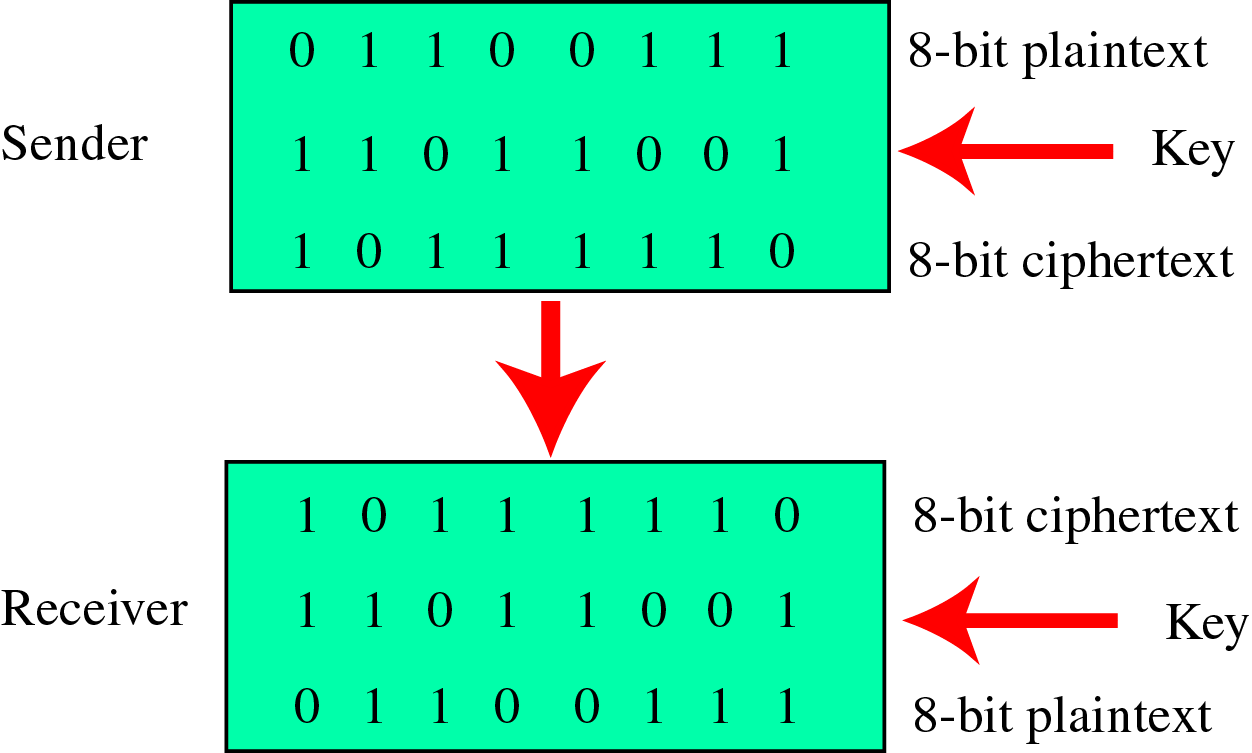 0 1 1 0 0 1 1 1 8-bit plaintext
Sender 1 1 0 1 1 0 0 1 Key
1 0 1 1 1 1 1 0 8-bit ciphertext
1 0 1 1 1 1 1 0 8-bit ciphertext
Receiver 1 1 0 1 1 0 0 1 Key
0 1 1 0 0 1 1 1 8-bit plaintext